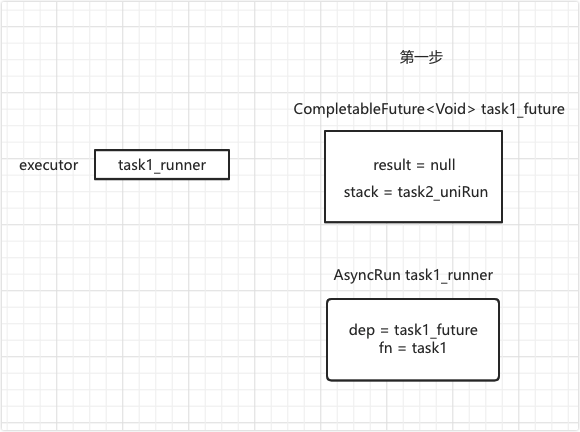 第一步
CompletableFuture<Void> task1_future
executor
task1_runner
result = null
stack = task2_uniRun
AsyncRun task1_runner
dep = task1_future
fn = task1